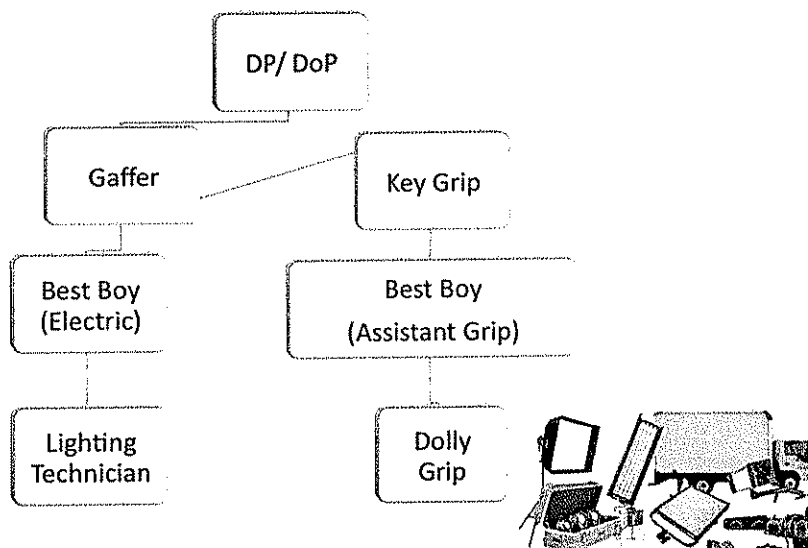 DP/ DoP
Gaffer
Key Grip
Best Boy
(Electric)
Best Boy
(Assistant Grip)
Lighting
Technician
Dolly
Grip